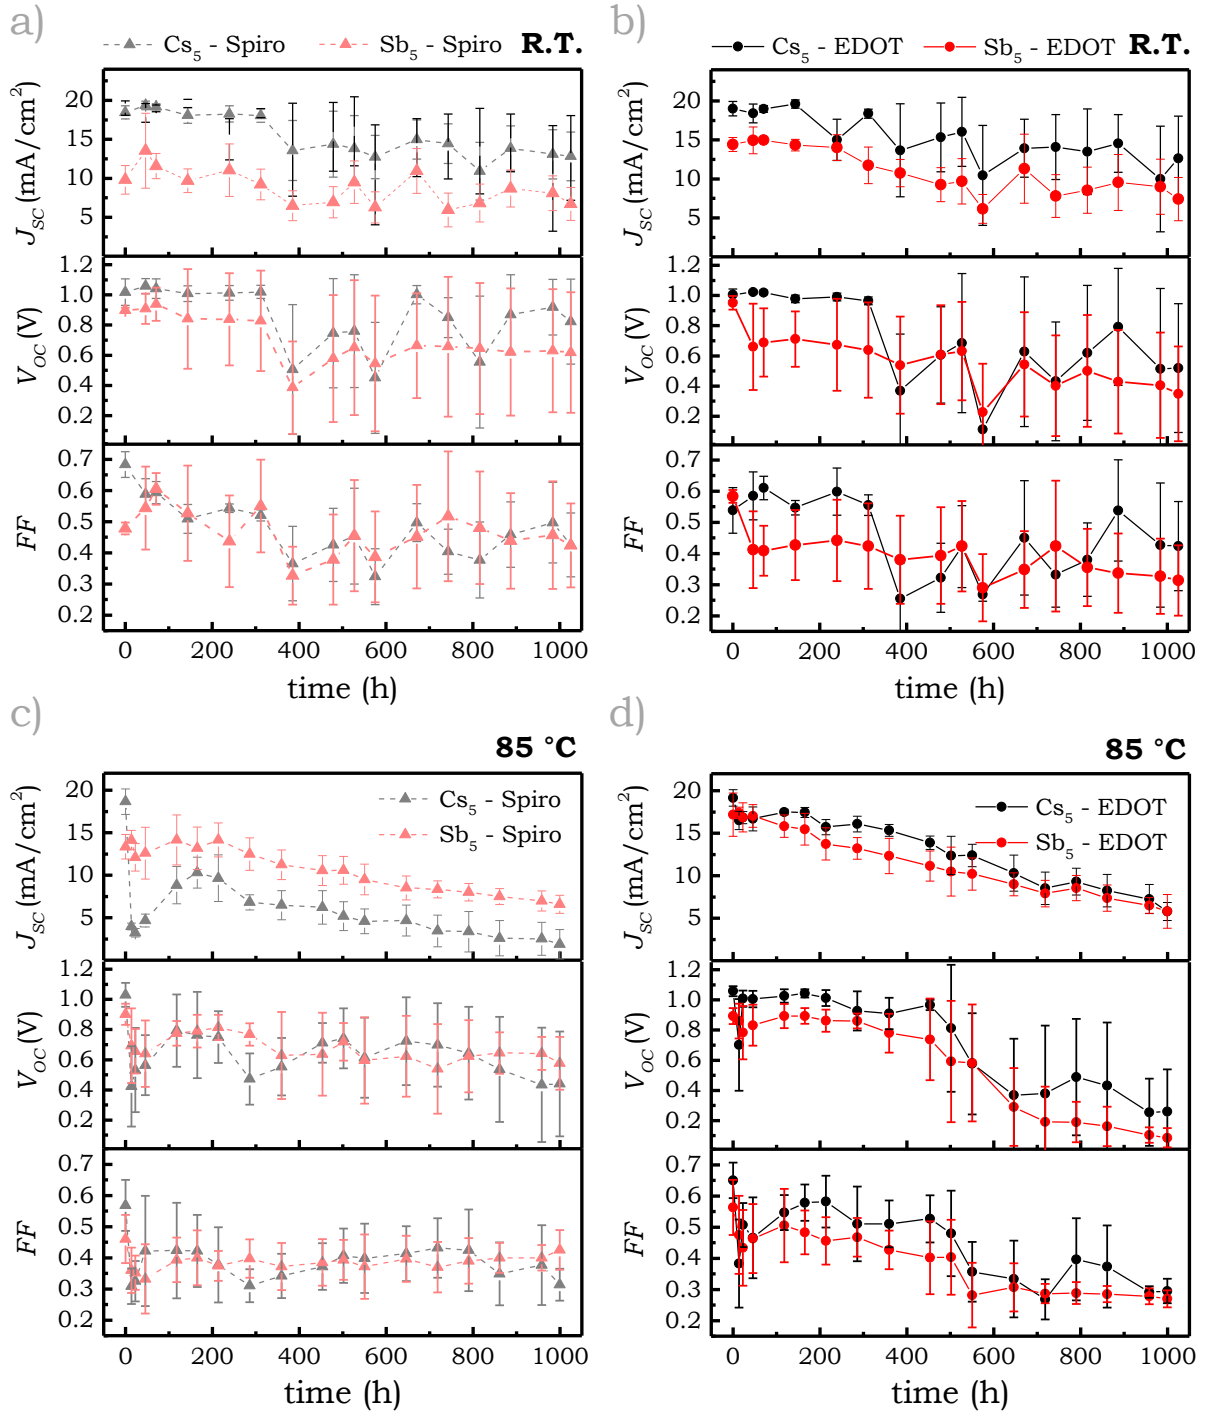 a)
Cs5 - Spiro
Sb5 - Spiro
R.T.
JSC (mA/cm2)
20
15
10
5
VOC (V)
1.2
1.0
0.8
0.6
0.4
0.2
FF
0.7
0.6
0.5
0.4
0.3
0.2
0 200 400 600 800 1000
time (h)
b)
Cs5 - EDOT
Sb5 - EDOT
R.T.
JSC (mA/cm2)
20
15
10
5
VOC (V)
1.2
1.0
0.8
0.6
0.4
0.2
FF
0.7
0.6
0.5
0.4
0.3
0.2
0 200 400 600 800 1000
time (h)
c)
85 °C
Cs5 - Spiro
Sb5 - Spiro
JSC (mA/cm2)
20
15
10
5
VOC (V)
1.2
1.0
0.8
0.6
0.4
0.2
FF
0.7
0.6
0.5
0.4
0.3
0.2
0 200 400 600 800 1000
time (h)
d)
85 °C
Cs5 - EDOT
Sb5 - EDOT
JSC (mA/cm2)
20
15
10
5
VOC (V)
1.2
1.0
0.8
0.6
0.4
0.2
FF
0.7
0.6
0.5
0.4
0.3
0.2
0 200 400 600 800 1000
time (h)